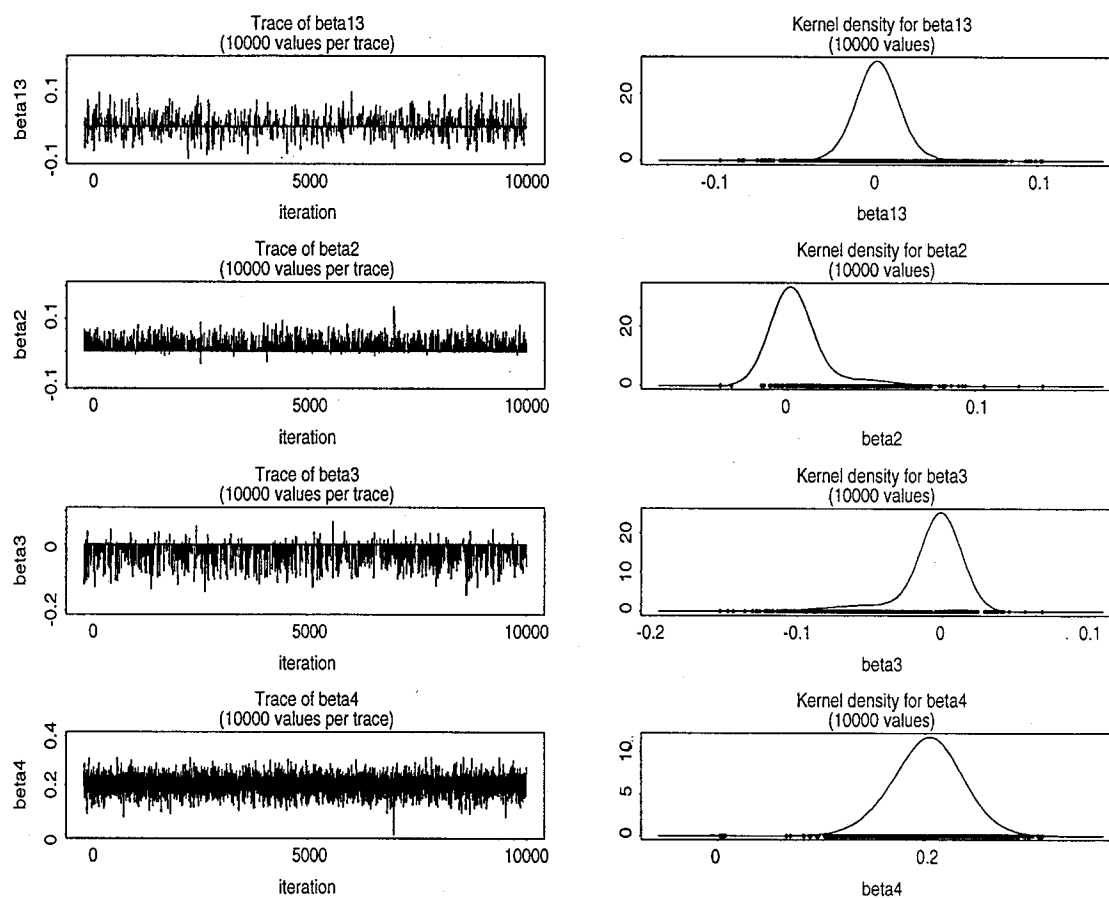 Trace of beta13
(10000 values per trace)
beta13
0.1
-0.1
0
5000
10000
iteration
Kernel density for beta13
(10000 values)
20
0
-0.1
0
0.1
beta13
Trace of beta2
(10000 values per trace)
beta2
0.1
-0.1
0
5000
10000
iteration
Kernel density for beta2
(10000 values)
20
0
0
0.1
beta2
Trace of beta3
(10000 values per trace)
beta3
0
-0.2
0
5000
10000
iteration
Kernel density for beta3
(10000 values)
20
10
0
-0.2
-0.1
0
0.1
beta3
Trace of beta4
(10000 values per trace)
beta4
0.4
0.2
0
0
5000
10000
iteration
Kernel density for beta4
(10000 values)
10
5
0
0
0.2
beta4